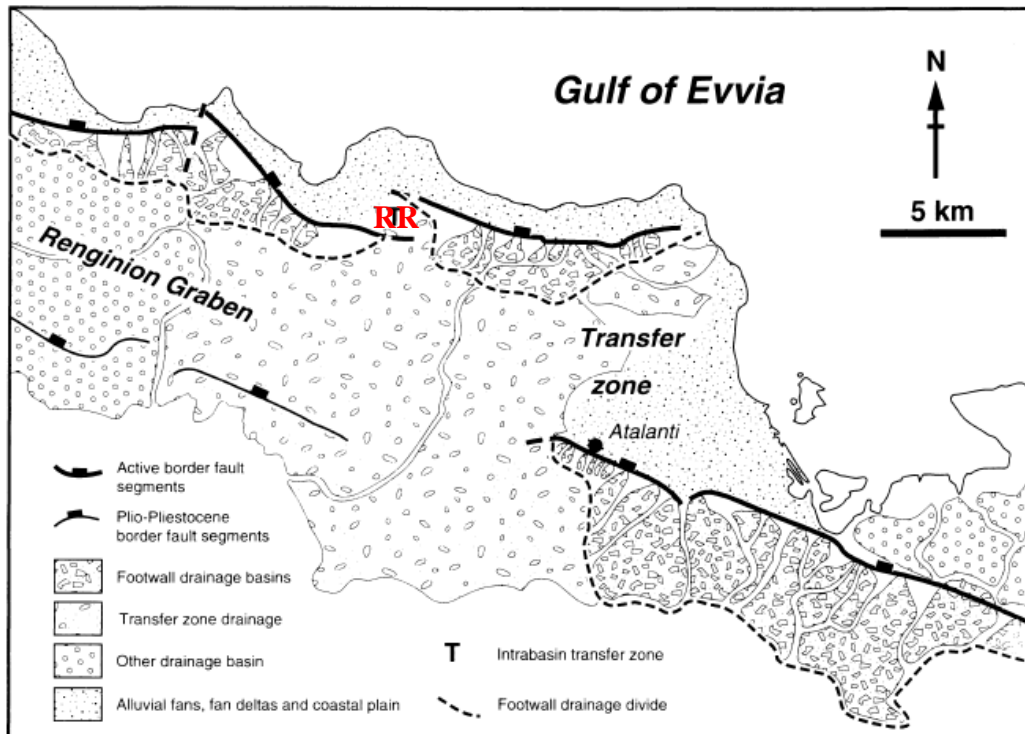 N
Gulf of Evvia
5 km
RR
Renginion Graben
Transfer
zone
Atalanti
Active border fault
segments
Plio-Pliestocene
border fault segments
Footwall drainage basins
Transfer zone drainage
Other drainage basin
Alluvial fans, fan deltas and coastal plain
T
Intrabasin transfer zone
Footwall drainage divide